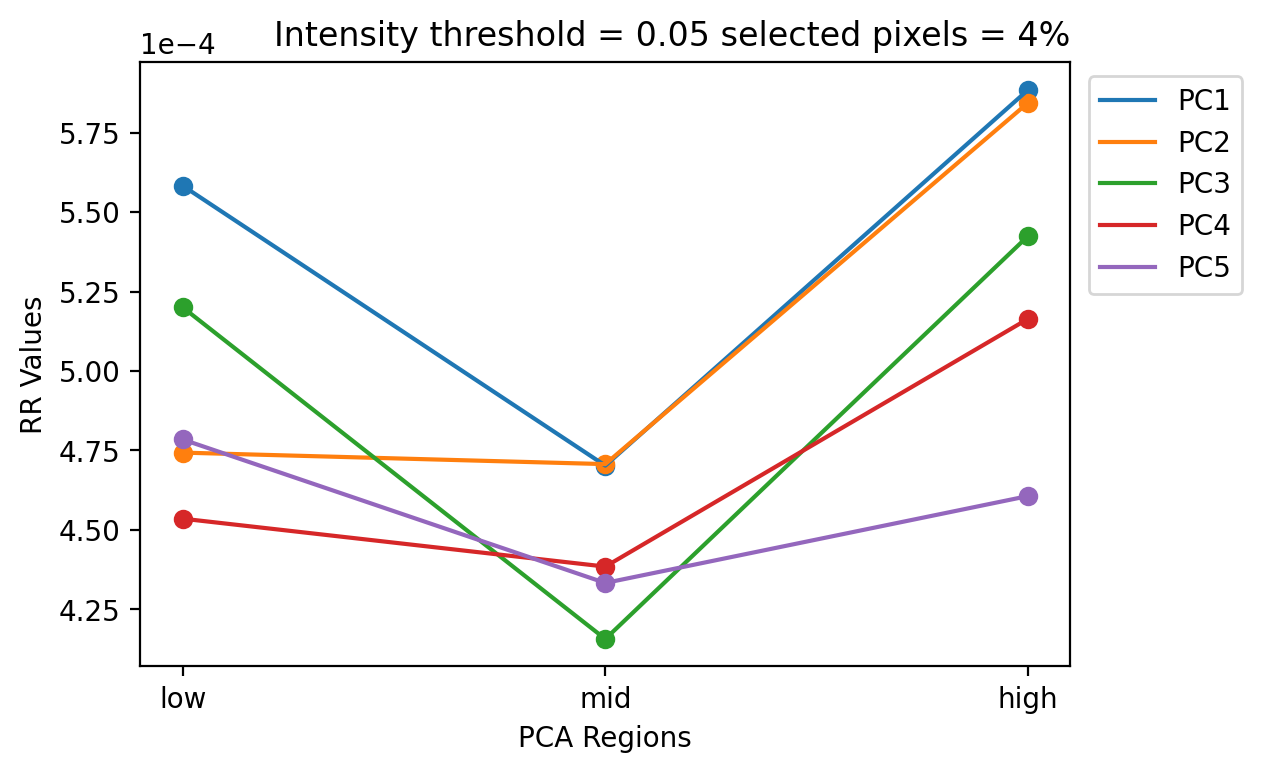 Intensity threshold = 0.05 selected pixels = 4%
1e−4
5.75
5.50
5.25
5.00
4.75
4.50
4.25
RR Values
low
mid
high
PCA Regions
PC1
PC2
PC3
PC4
PC5